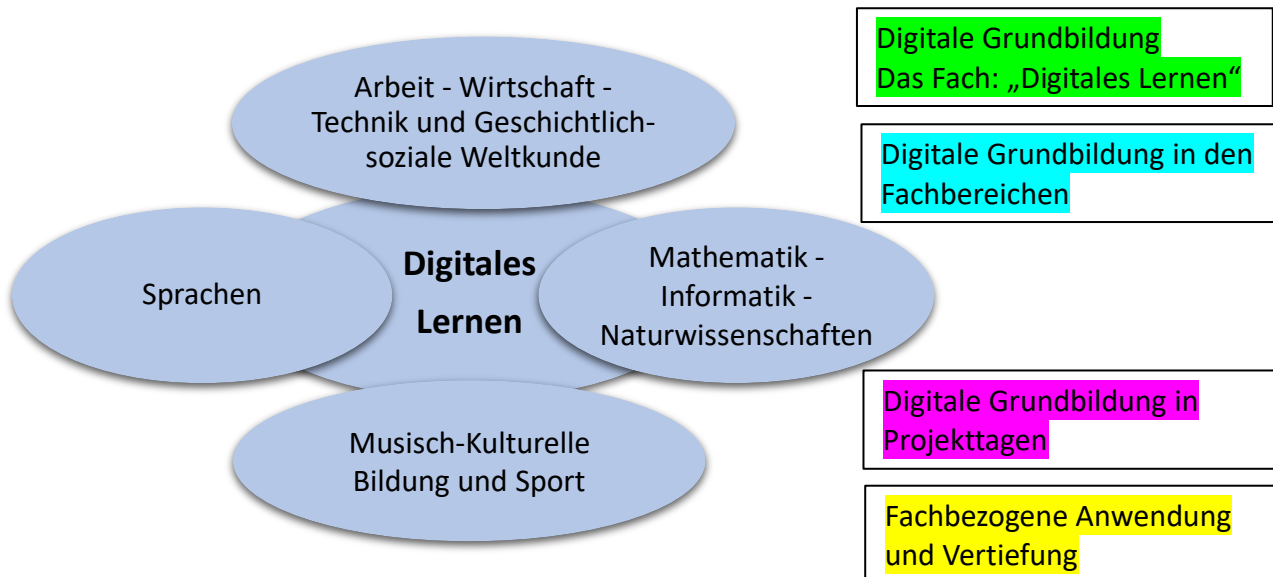 Arbeit - Wirtschaft -
Technik und Geschichtlich-
soziale Weltkunde
Sprachen
Digitales
Lernen
Mathematik -
Informatik -
Naturwissenschaften
Musisch-Kulturelle
Bildung und Sport
Digitale Grundbildung
Das Fach: „Digitales Lernen“
Digitale Grundbildung in den
Fachbereichen
Digitale Grundbildung in
Projekttagen
Fachbezogene Anwendung
und Vertiefung